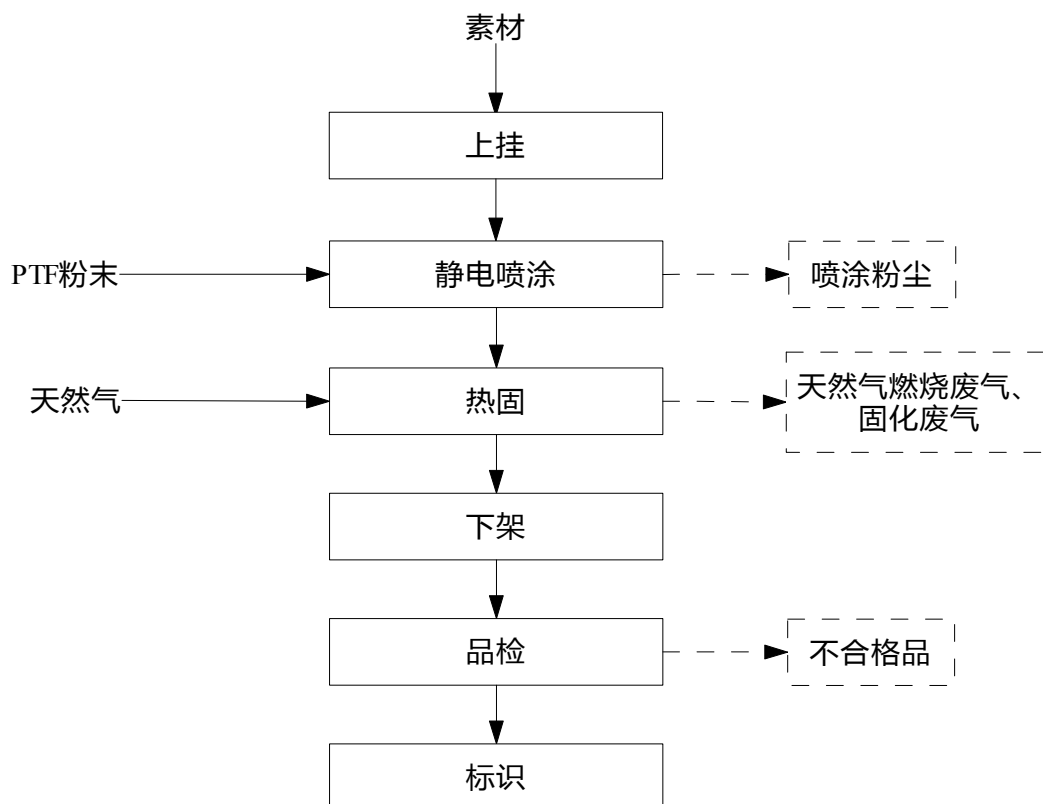 素材
上挂
PTF粉末
静电喷涂
喷涂粉尘
天然气
热固
天然气燃烧废气、
固化废气
下架
品检
不合格品
标识